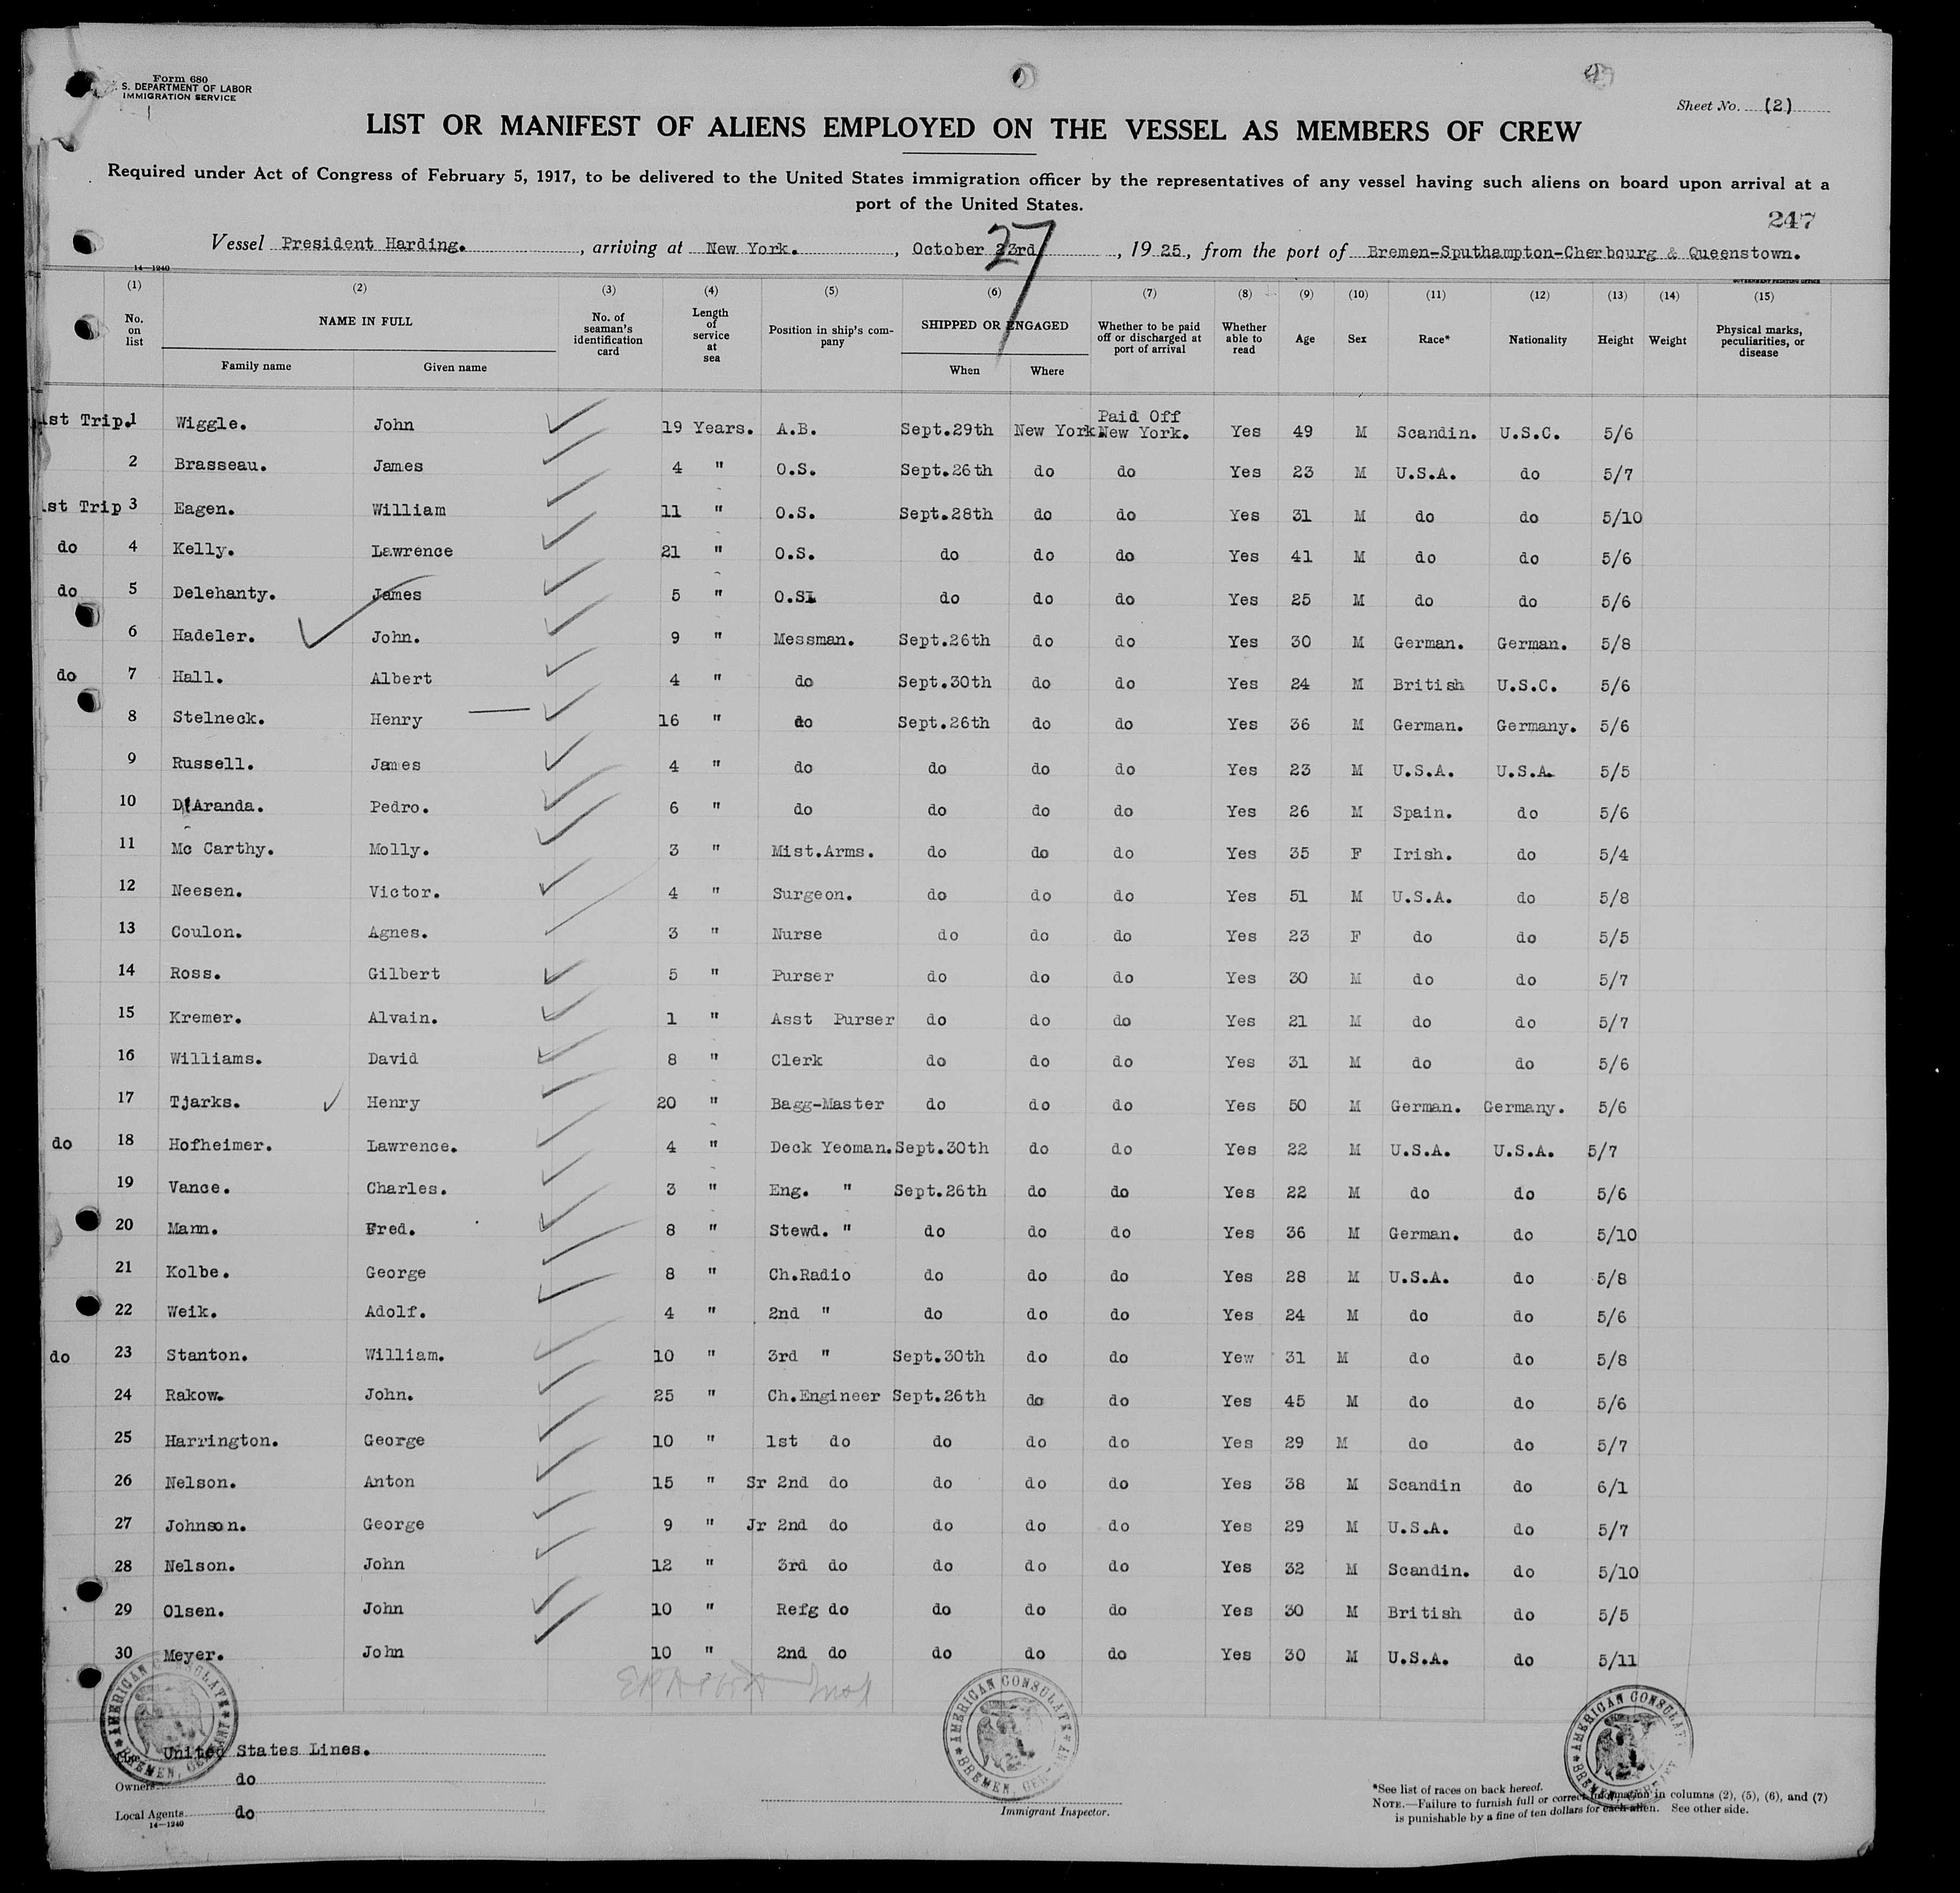 Form 680
S. DEPARTMENT OF LABOR
IMMIGRATION SERVICE
Sheet No. (2)
LIST OR MANIFEST OF ALIENS EMPLOYED ON THE VESSEL AS MEMBERS OF CREW
Required under Act of Congress of February 5, 1917, to be delivered to the United States immigration officer by the representatives of any vessel having such aliens on board upon arrival at a
port of the United States.
247
Vessel President Harding. , arriving at New York. , October 23rd 27 , 1925, from the port of Bremen-Sputhampton-Cherbourg & Queenstown.
14—1240
GOVERNMENT PRINTING OFFICE
(1) (2) (3) (4) (5) (6) (7) (8) (9) (10) (11) (12) (13) (14) (15)
No. on list NAME IN FULL Family name Given name No. of seaman's identification card Length of service at sea Position in ship's company SHIPPED OR ENGAGED When Where Whether to be paid off or discharged at port of arrival Whether able to read Age Sex Race* Nationality Height Weight Physical marks, peculiarities, or disease
1st Trip. 1 Wiggle. John 19 Years. A.B. Sept.29th New York. Paid Off New York. Yes 49 M Scandin. U.S.C. 5/6
2 Brasseau. James 4 " O.S. Sept.26th do do Yes 23 M U.S.A. do 5/7
1st Trip 3 Eagen. William 11 " O.S. Sept.28th do do Yes 31 M do do 5/10
do 4 Kelly. Lawrence 21 " O.S. do do do Yes 41 M do do 5/6
do 5 Delehanty. James 5 " O.S. do do do Yes 25 M do do 5/6
6 Hadeler. John. 9 " Messman. Sept.26th do do Yes 30 M German. German. 5/8
do 7 Hall. Albert 4 " do Sept.30th do do Yes 24 M British U.S.C. 5/6
8 Stelneck. Henry 16 " do Sept.26th do do Yes 36 M German. Germany. 5/6
9 Russell. James 4 " do do do do Yes 23 M U.S.A. U.S.A. 5/5
10 D'Aranda. Pedro. 6 " do do do do Yes 26 M Spain. do 5/6
11 Mc Carthy. Molly. 3 " Mist.Arms. do do do Yes 35 F Irish. do 5/4
12 Neesen. Victor. 4 " Surgeon. do do do Yes 51 M U.S.A. do 5/8
13 Coulon. Agnes. 3 " Nurse do do do Yes 23 F do do 5/5
14 Ross. Gilbert 5 " Purser do do do Yes 30 M do do 5/7
15 Kremer. Alvain. 1 " Asst Purser do do do Yes 21 M do do 5/7
16 Williams. David 8 " Clerk do do do Yes 31 M do do 5/6
17 Tjarks. Henry 20 " Bagg-Master do do do Yes 50 M German. Germany. 5/6
do 18 Hofheimer. Lawrence. 4 " Deck Yeoman. Sept.30th do do Yes 22 M U.S.A. U.S.A. 5/7
19 Vance. Charles. 3 " Eng. " Sept.26th do do Yes 22 M do do 5/6
20 Mann. Fred. 8 " Stewd. " do do do Yes 36 M German. do 5/10
21 Kolbe. George 8 " Ch.Radio do do do Yes 28 M U.S.A. do 5/8
22 Weik. Adolf. 4 " 2nd " do do do Yes 24 M do do 5/6
do 23 Stanton. William. 10 " 3rd " Sept.30th do do Yew 31 M do do 5/8
24 Rakow. John. 25 " Ch.Engineer Sept.26th do do Yes 45 M do do 5/6
25 Harrington. George 10 " 1st do do do do Yes 29 M do do 5/7
26 Nelson. Anton 15 " Sr 2nd do do do do Yes 38 M Scandin do 6/1
27 Johnson. George 9 " Jr 2nd do do do do Yes 29 M U.S.A. do 5/7
28 Nelson. John 12 " 3rd do do do do Yes 32 M Scandin. do 5/10
29 Olsen. John 10 " Refg do do do do Yes 30 M British do 5/5
30 Meyer. John 10 " 2nd do do do do Yes 30 M U.S.A. do 5/11
AMERICAN CONSULATE BREMEN, GERMANY
AMERICAN CONSULATE BREMEN, GERMANY
AMERICAN CONSULATE BREMEN, GERMANY
Line United States Lines.
Owners do
Local Agents do
14—1240
Immigrant Inspector.
*See list of races on back hereof.
NOTE.—Failure to furnish full or correct information in columns (2), (5), (6), and (7)
is punishable by a fine of ten dollars for each alien. See other side.